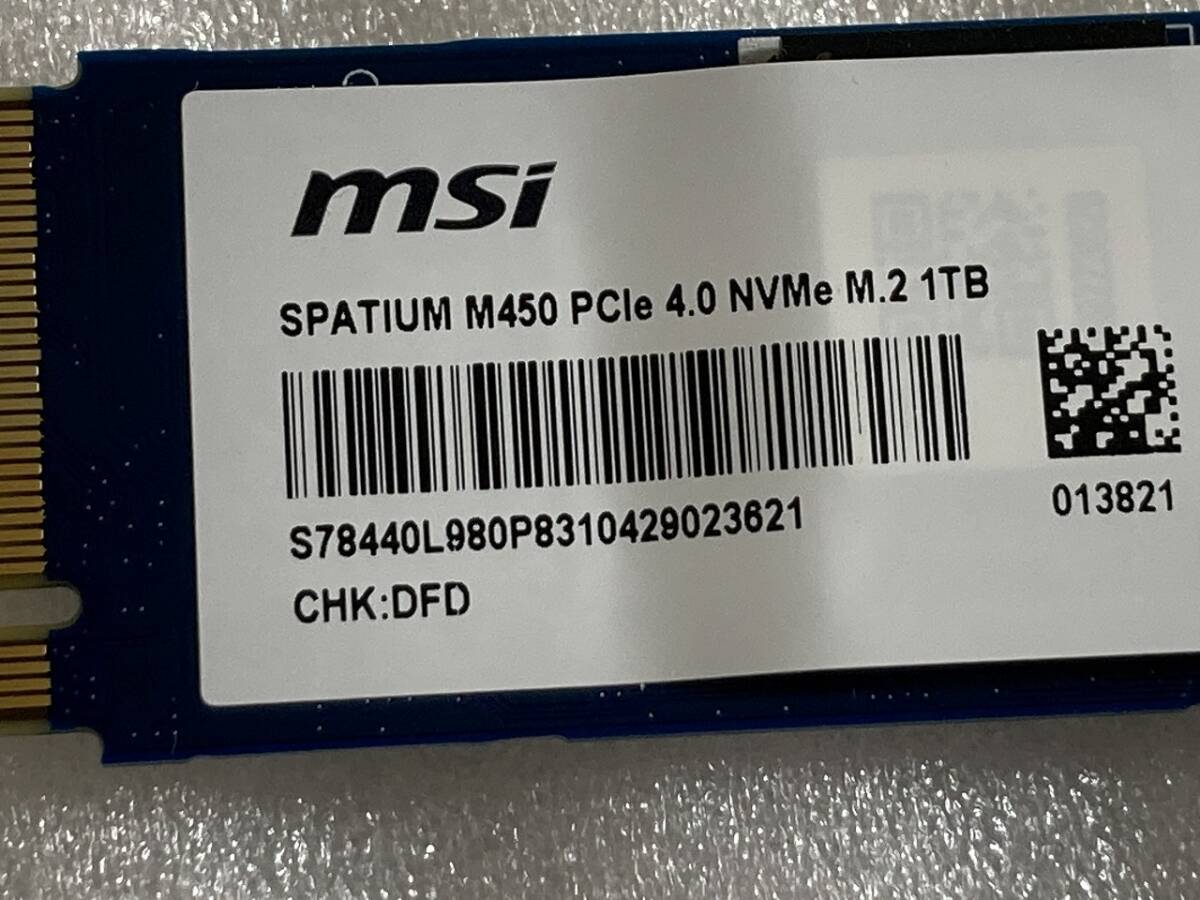 msi
SPATIUM M450 PCIe 4.0 NVMe M.2 1TB
S78440L980P8310429023621
013821
CHK:DFD